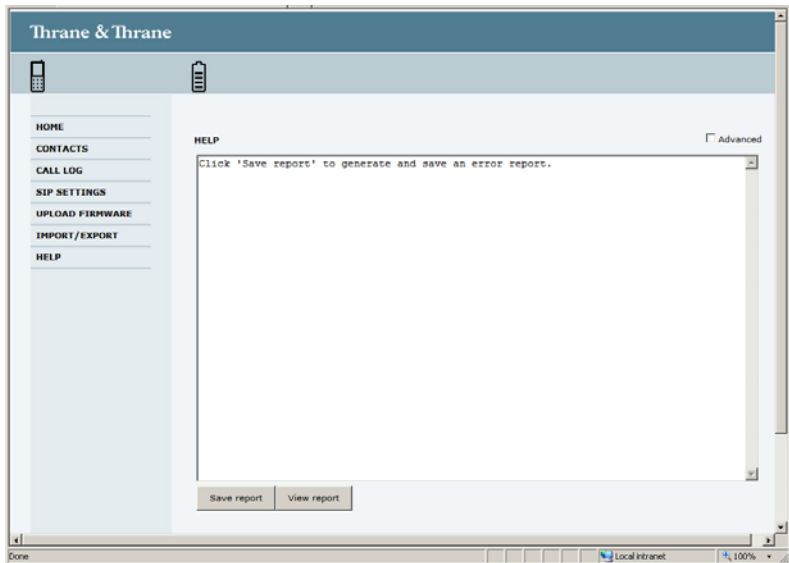 Thrane & Thrane
HOME
CONTACTS
CALL LOG
SIP SETTINGS
UPLOAD FIRMWARE
IMPORT/EXPORT
HELP
HELP
Advanced
Click 'Save report' to generate and save an error report.
Save report
View report
Done
Local intranet
100%